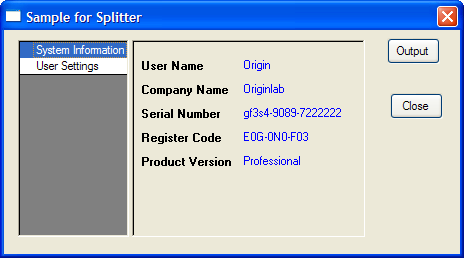 Sample for Splitter
System Information
User Settings
User Name Origin
Company Name Originlab
Serial Number gf3s4-9089-7222222
Register Code E0G-0N0-F03
Product Version Professional
Output
Close